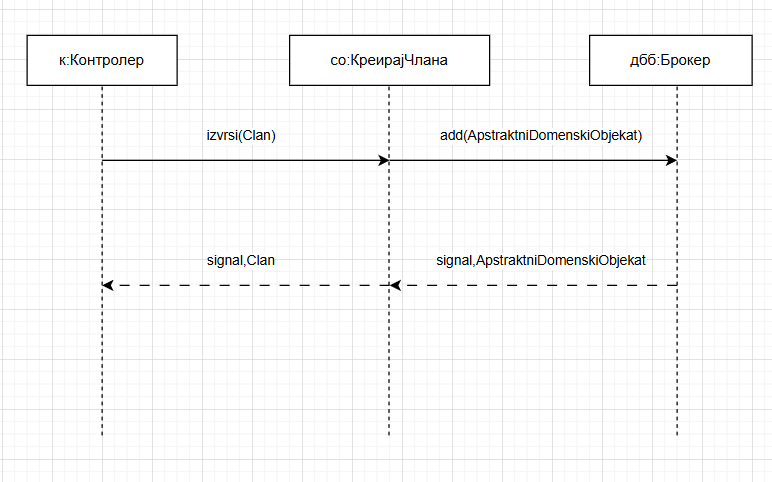 к:Контролер
со:КреирајЧлана
дбб:Брокер
izvrsi(Clan)
add(ApstraktniDomenskiObjekat)
signal,Clan
signal,ApstraktniDomenskiObjekat